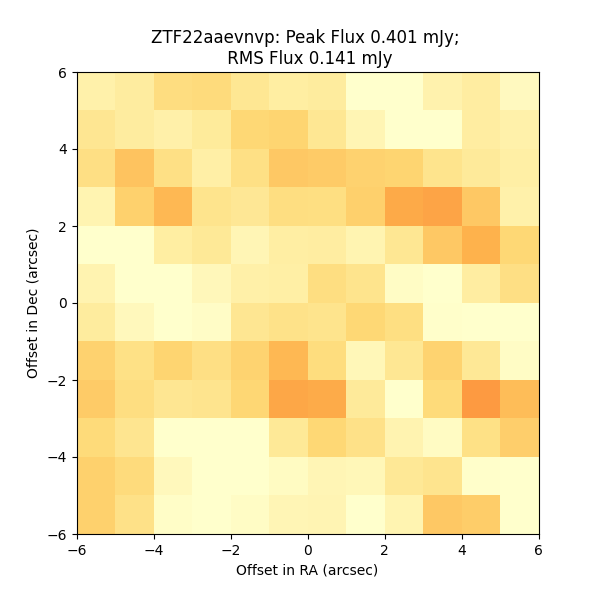 ZTF22aaevnvp: Peak Flux 0.401 mJy;
RMS Flux 0.141 mJy
6
4
2
0
−2
−4
−6
Offset in Dec (arcsec)
−6 −4 −2 0 2 4 6
Offset in RA (arcsec)